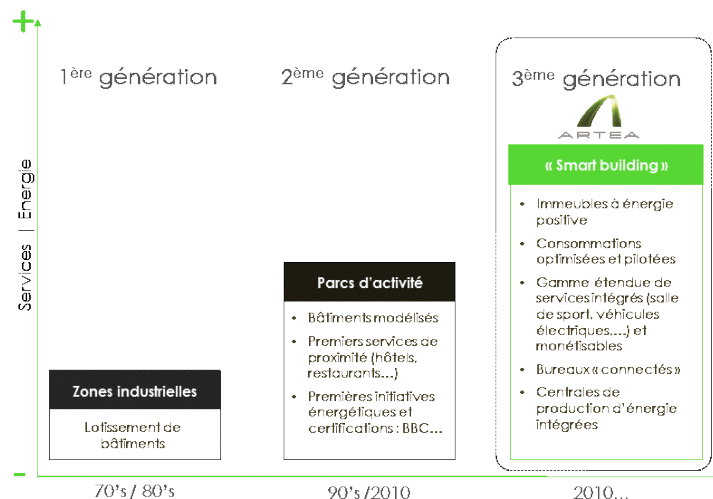 +
1ère génération
2ème génération
3ème génération
ARTEA
« Smart building »
• Immeubles à énergie
positive
• Consommations
optimisées et pilotées
• Gamme étendue de
services intégrés (salle
de sport, véhicules
électriques,...) et
monétisables
• Bureaux « connectés »
• Centrales de
production d'énergie
intégrées
Services | Energie
Parcs d'activité
• Bâtiments modélisés
• Premiers services de
proximité (hôtels,
restaurants...)
• Premières initiatives
énergétiques et
certifications : BBC...
Zones industrielles
Lotissement de
bâtiments
-
70's / 80's
90's /2010
2010...